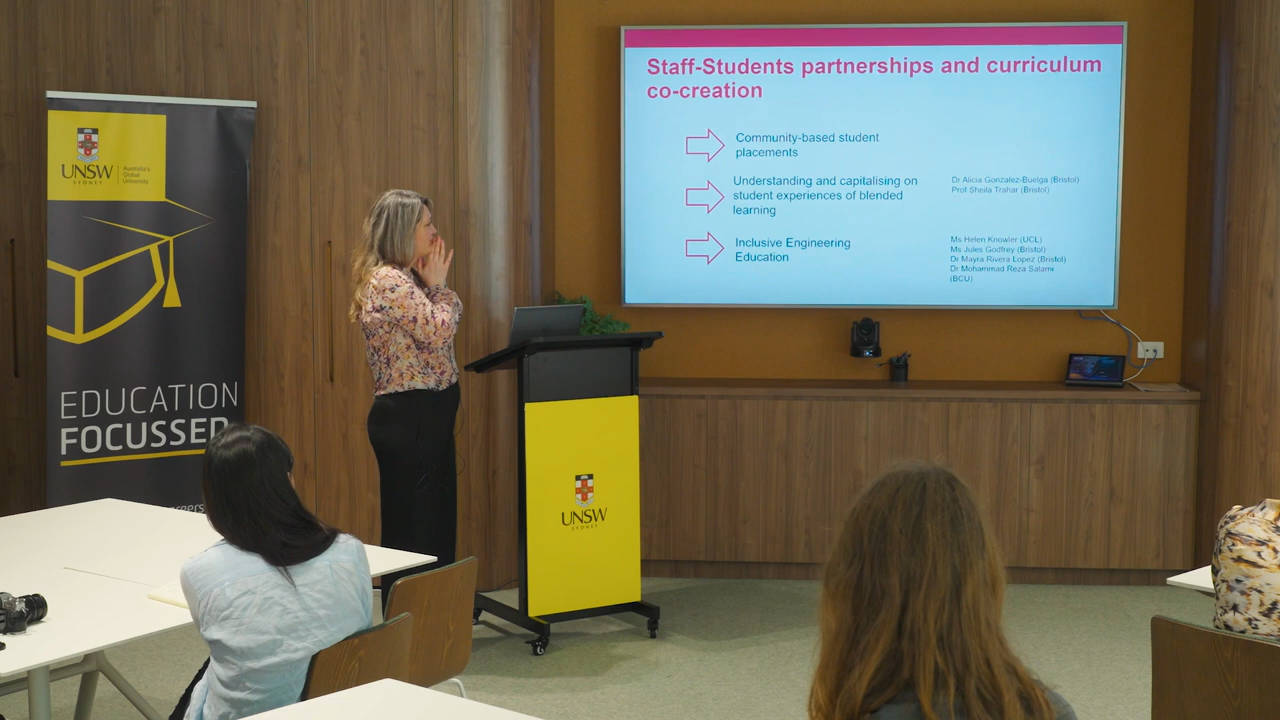 Staff-Students partnerships and curriculum
co-creation
Community-based student
placements
Understanding and capitalising on
student experiences of blended
learning
Dr Alicia Gonzalez-Buelga (Bristol)
Prof Sheila Trahar (Bristol)
Inclusive Engineering
Education
Ms Helen Knowler (UCL)
Ms Jules Godfrey (Bristol)
Dr Mayra Rivera Lopez (Bristol)
Dr Mohammad Reza Salami
(BCU)
UNSW
SYDNEY
Australia's
Global
University
EDUCATION
FOCUSSED
UNSW
SYDNEY